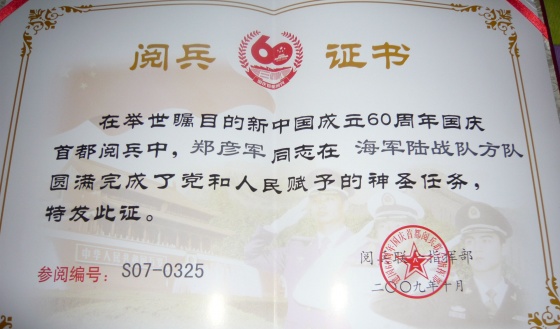 阅兵 60 证书
在举世瞩目的新中国成立60周年国庆
首都阅兵中，郑彦军同志在 海军陆战队方队
圆满完成了党和人民赋予的神圣任务，
特发此证。
参阅编号：S07-0325
阅兵联合指挥部
二〇〇九年十月